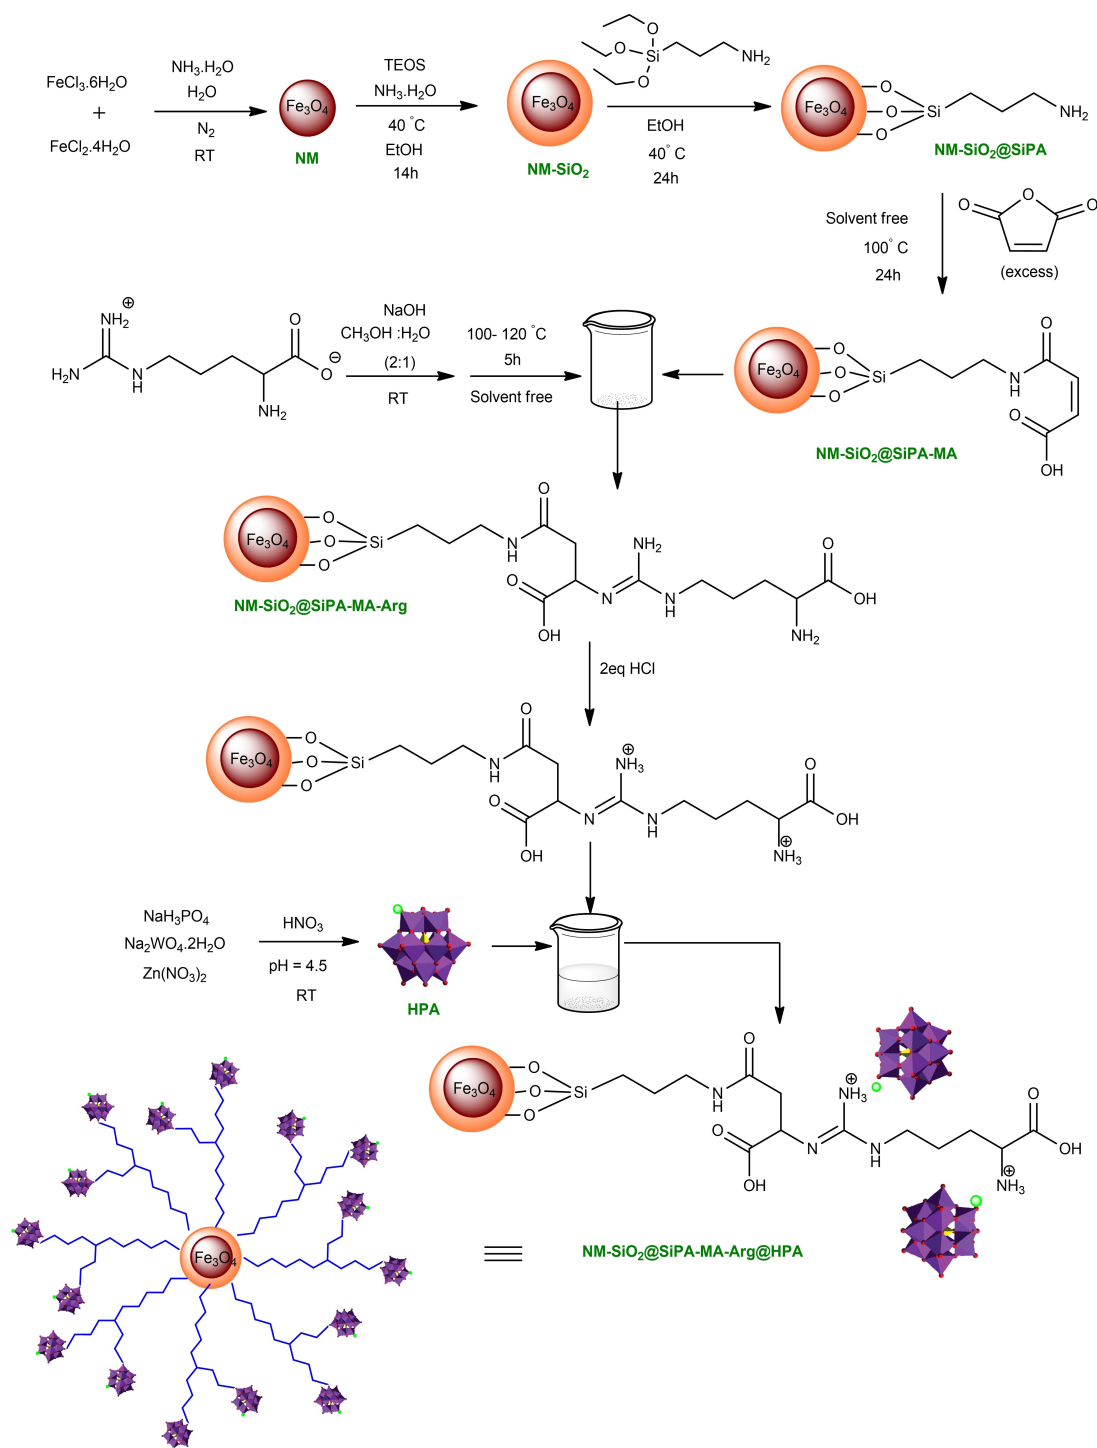 FeCl₃.6H₂O
+
FeCl₂.4H₂O
NH₃.H₂O
H₂O
N₂
RT
Fe₃O₄
NM
TEOS
NH₃.H₂O
40 °C
EtOH
14h
Fe₃O₄
NM-SiO₂
O
O
Si
O
NH₂
EtOH
40° C
24h
Fe₃O₄
O
O
O
Si
NH₂
NM-SiO₂@SiPA
Solvent free
100° C
24h
O
O
O
(excess)
⊕
NH₂
H₂N
N
H
NH₂
O
O
⊖
NaOH
CH₃OH :H₂O
(2:1)
RT
100- 120 °C
5h
Solvent free
Fe₃O₄
O
O
O
Si
N
H
O
O
OH
NM-SiO₂@SiPA-MA
Fe₃O₄
O
O
O
Si
N
H
O
O
OH
N
NH₂
N
H
NH₂
O
OH
NM-SiO₂@SiPA-MA-Arg
2eq HCl
Fe₃O₄
O
O
O
Si
N
H
O
O
OH
N
⊕
NH₃
N
H
⊕
NH₃
O
OH
NaH₃PO₄
Na₂WO₄.2H₂O
Zn(NO₃)₂
HNO₃
pH = 4.5
RT
HPA
Fe₃O₄
O
O
O
Si
N
H
O
O
OH
N
⊕
NH₃
N
H
⊕
NH₃
O
OH
Fe₃O₄
NM-SiO₂@SiPA-MA-Arg@HPA